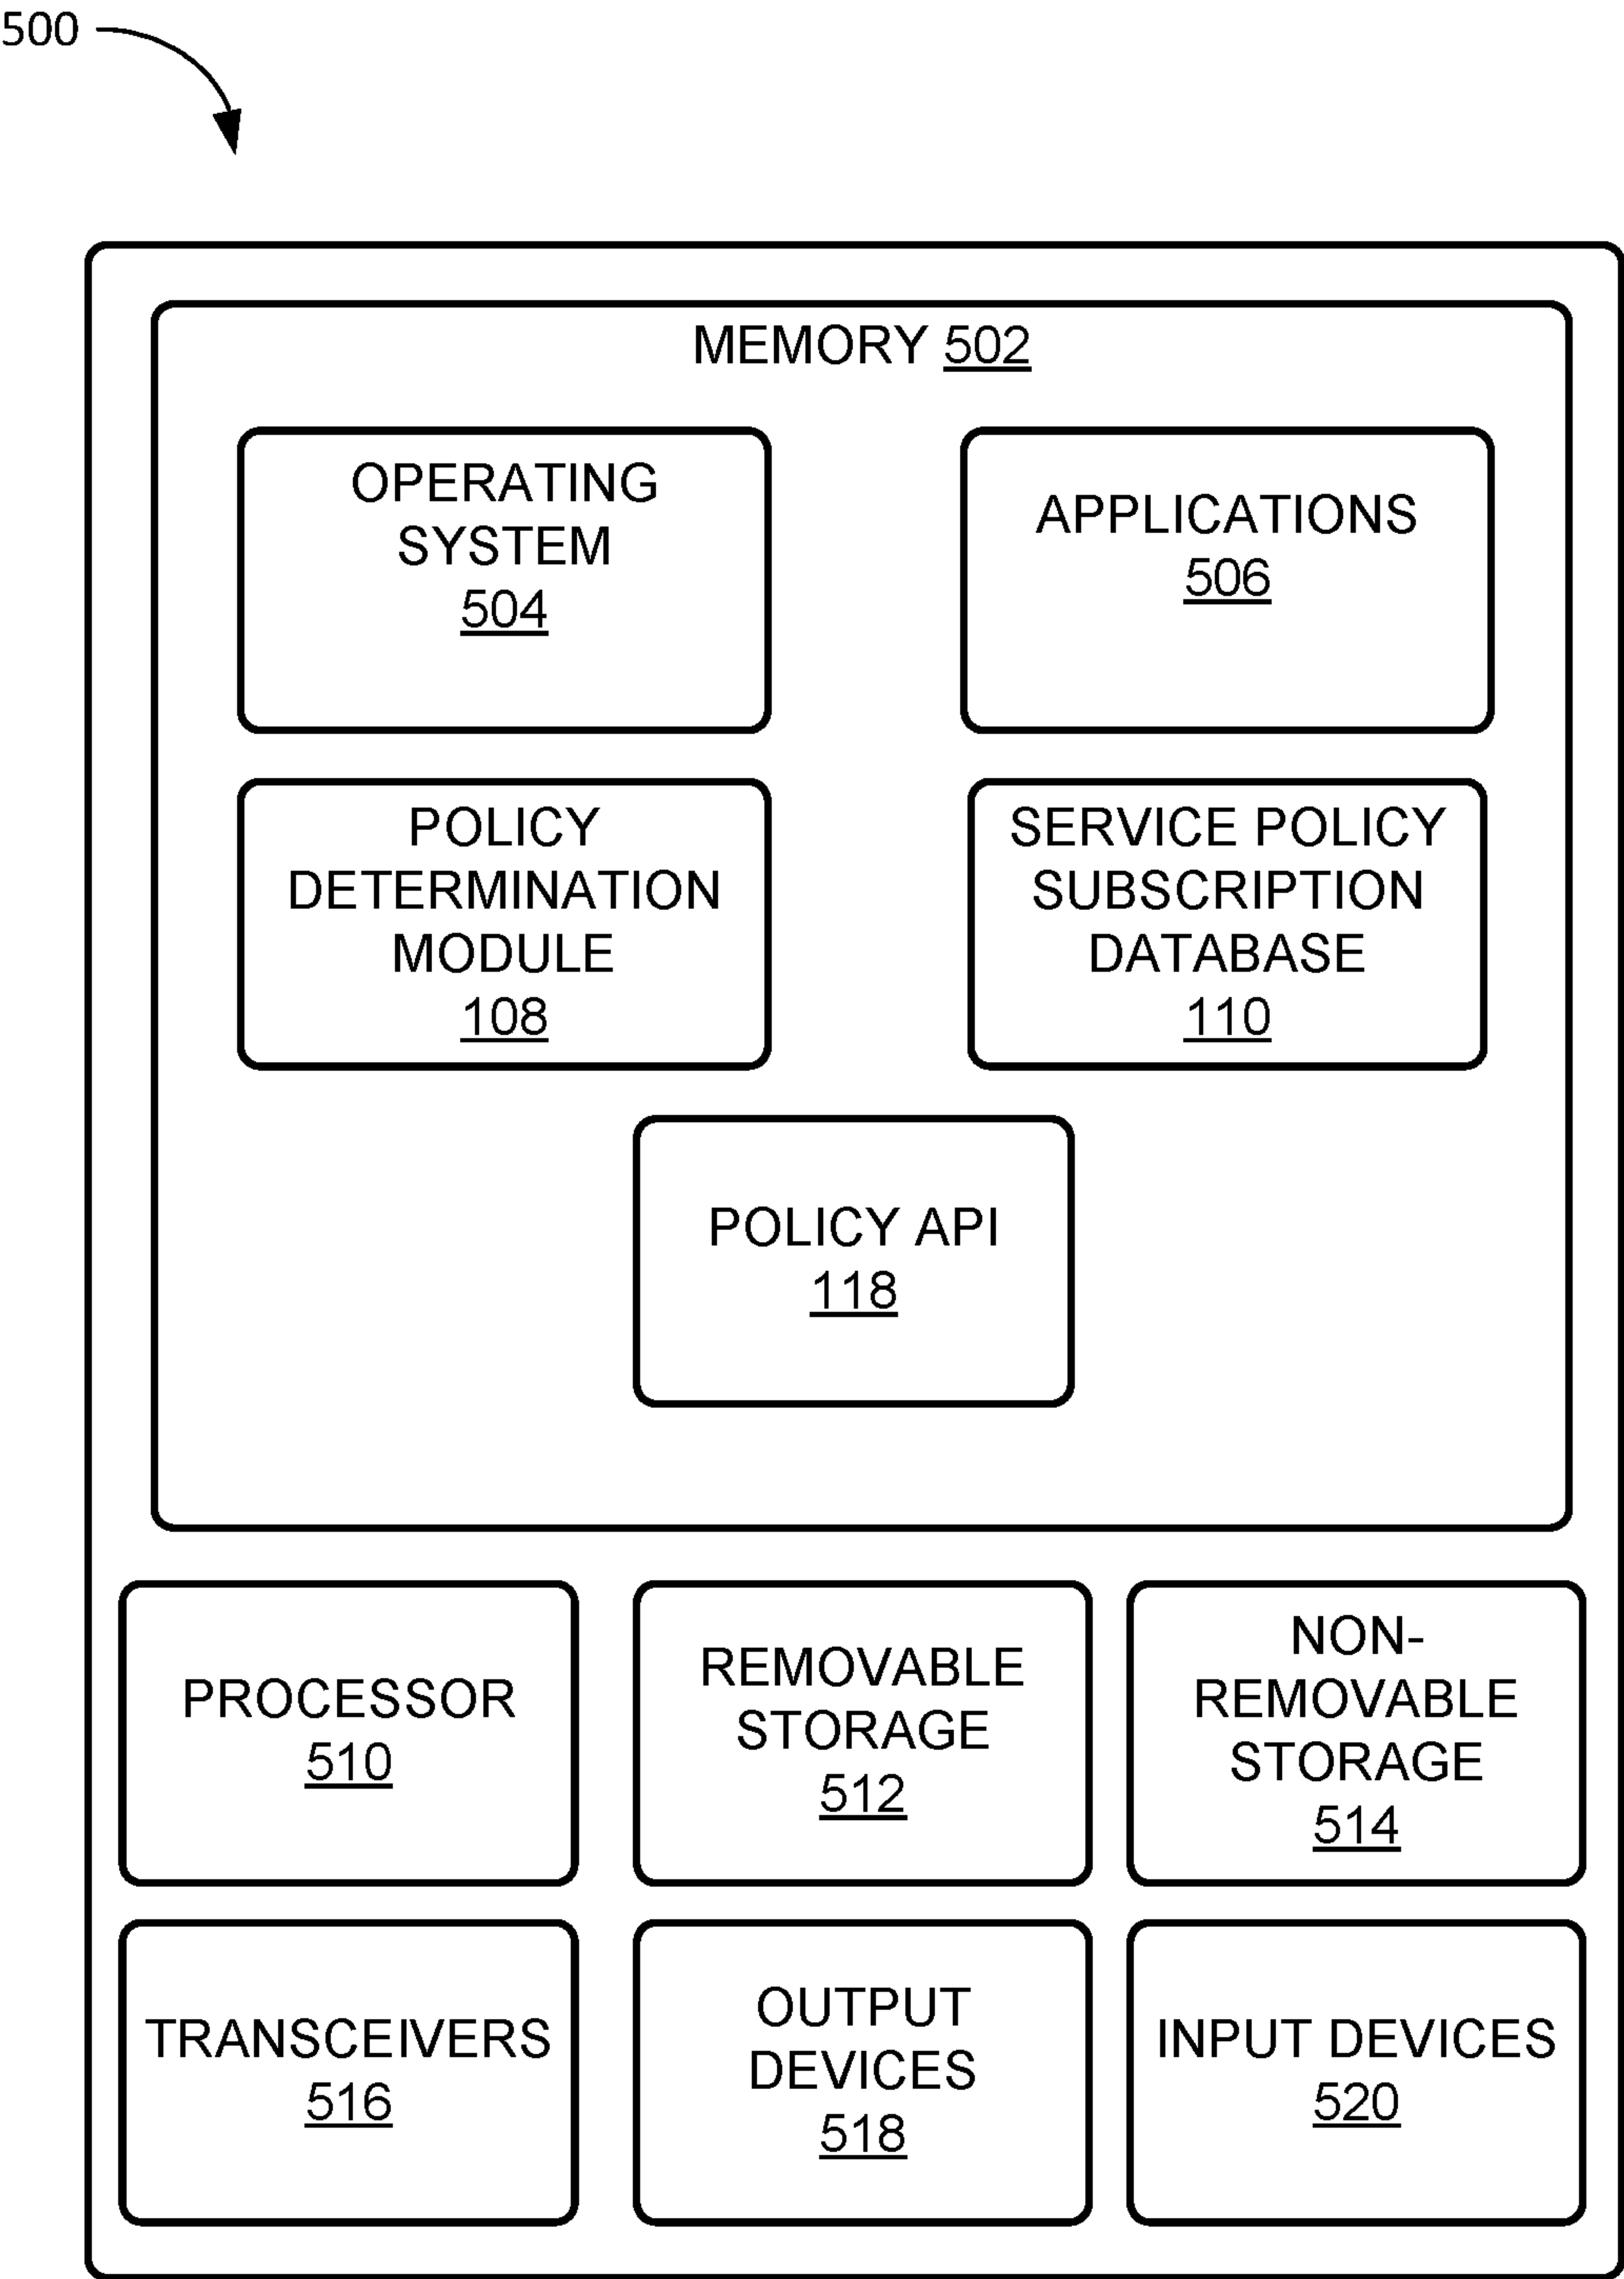 500
MEMORY 502
OPERATING
SYSTEM
504
APPLICATIONS
506
POLICY
DETERMINATION
MODULE
108
SERVICE POLICY
SUBSCRIPTION
DATABASE
110
POLICY API
118
PROCESSOR
510
REMOVABLE
STORAGE
512
NON-
REMOVABLE
STORAGE
514
TRANSCEIVERS
516
OUTPUT
DEVICES
518
INPUT DEVICES
520